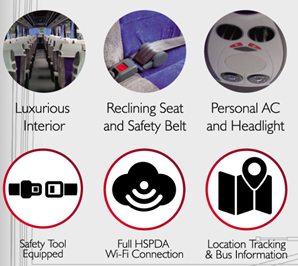 Luxurious
Interior
Reclining Seat
and Safety Belt
Personal AC
and Headlight
Safety Tool
Equipped
Full HSPDA
Wi-Fi Connection
Location Tracking
& Bus Information